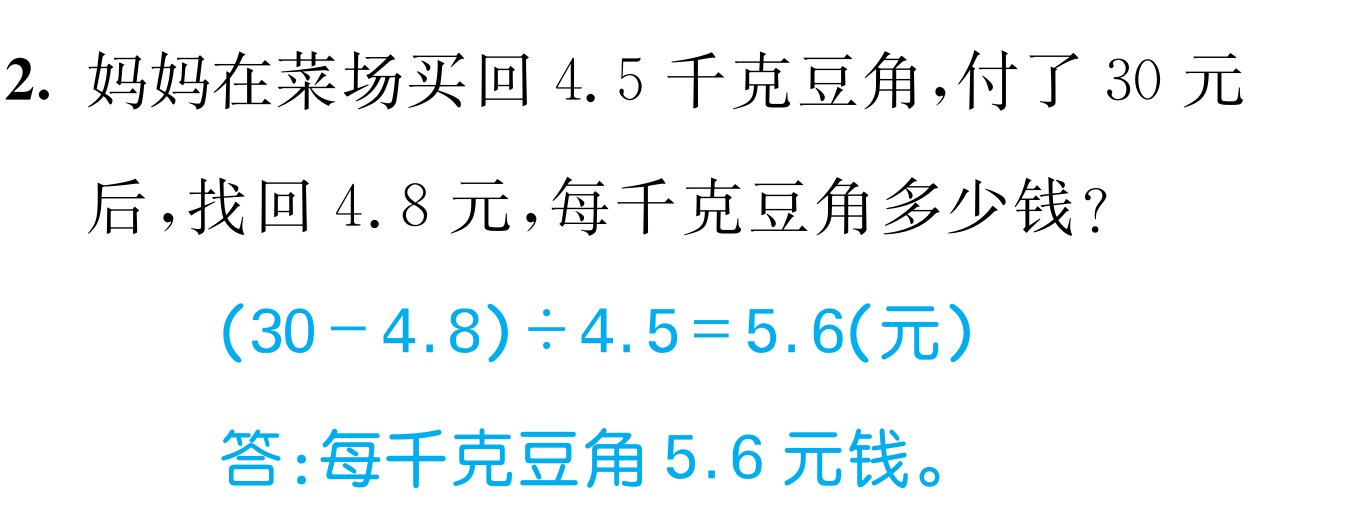 2. 妈妈在菜场买回 4.5 千克豆角,付了 30 元
后,找回 4.8 元,每千克豆角多少钱?
(30-4.8)÷4.5=5.6(元)
答:每千克豆角 5.6 元钱。